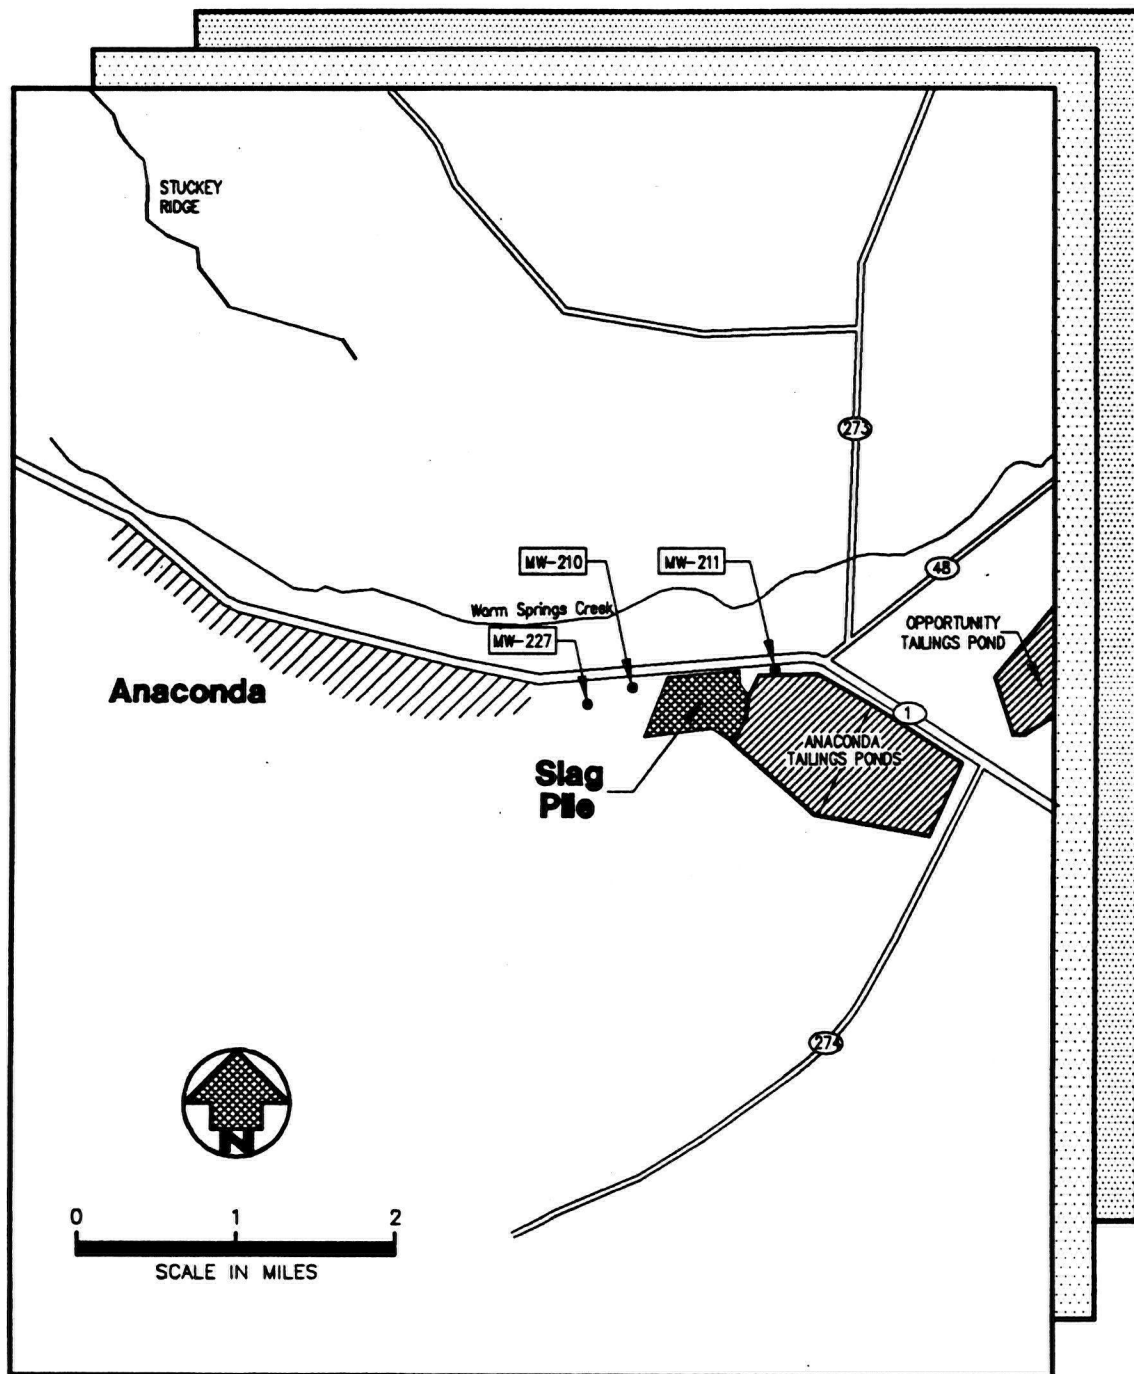 STUCKEY
RIDGE
273
MW-210
MW-211
48
Warm Springs Creek
MW-227
OPPORTUNITY
TAILINGS POND
Anaconda
1
ANACONDA
TAILINGS PONDS
Slag
Pile
274
N
0 1 2
SCALE IN MILES